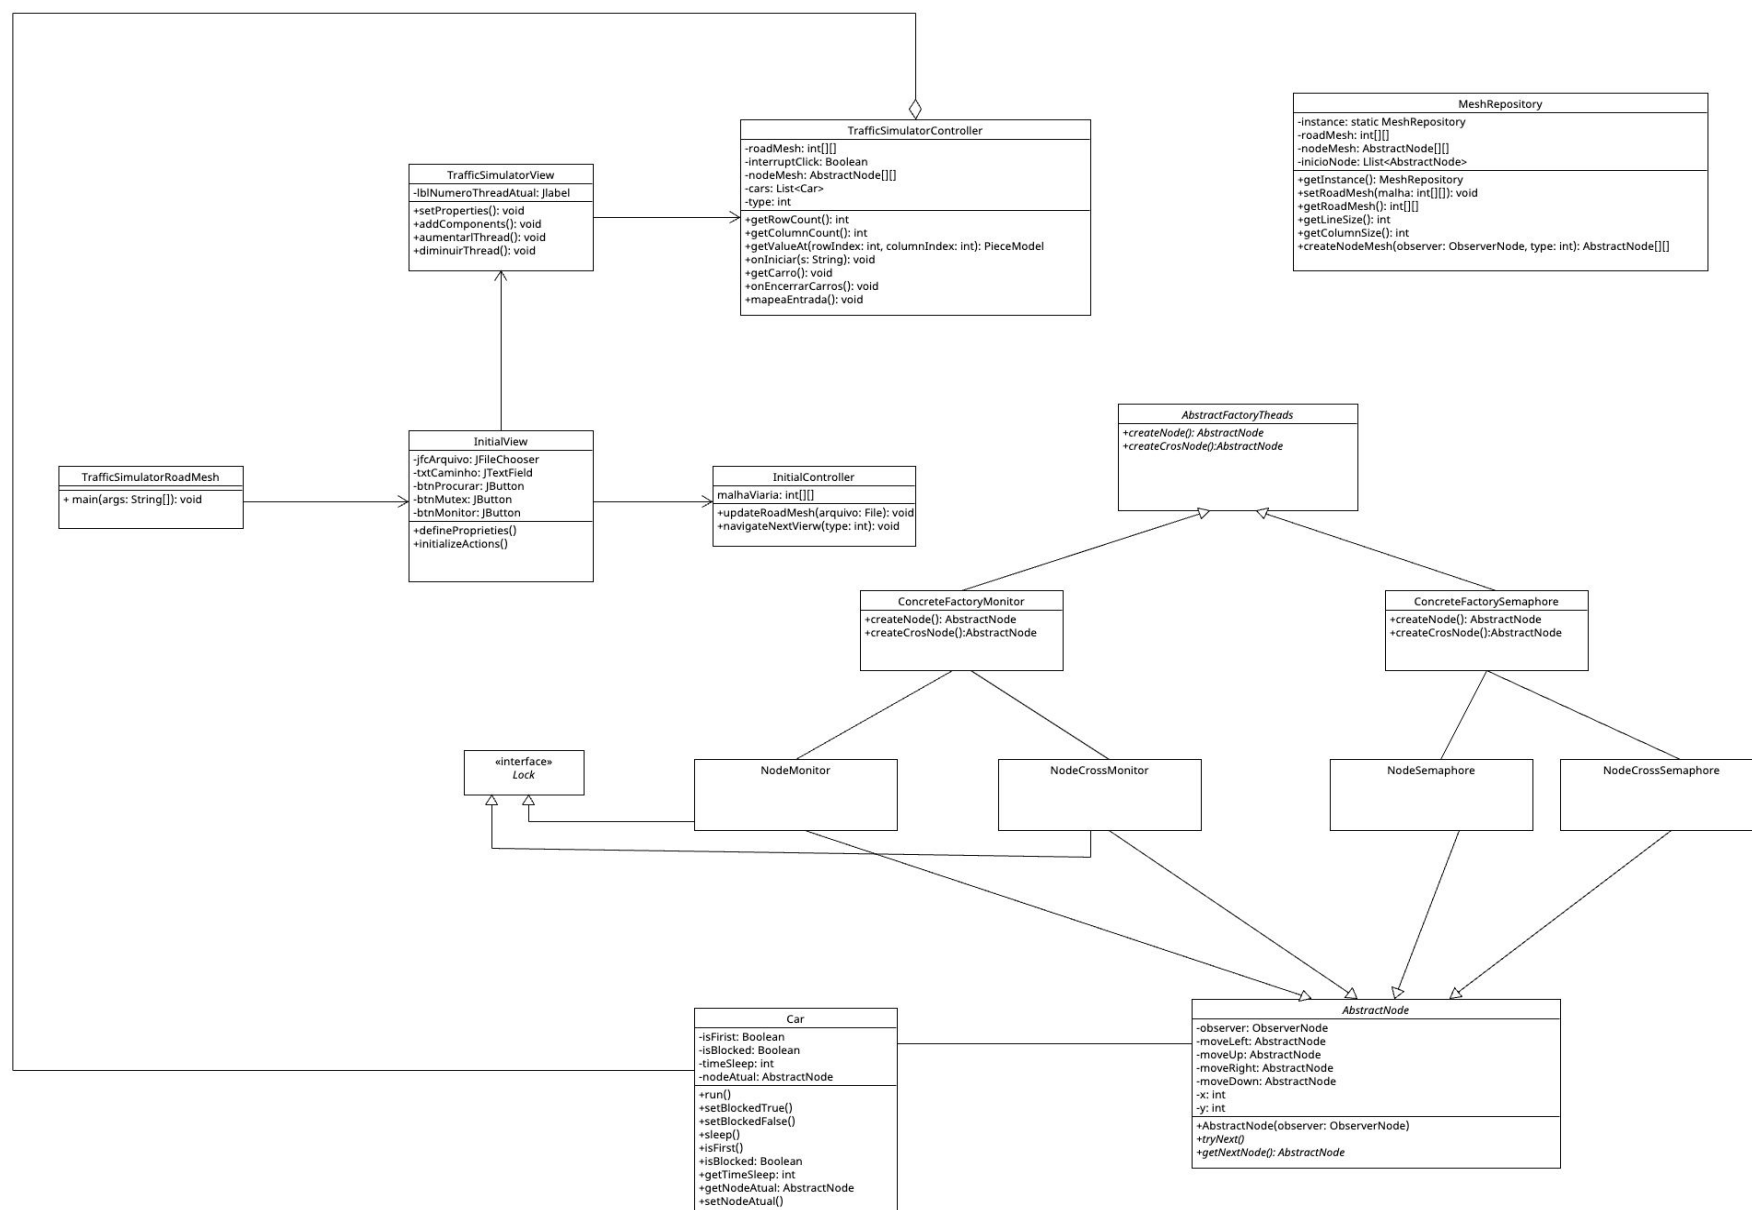 MeshRepository
-instance: static MeshRepository
-roadMesh: int[][]
-nodeMesh: AbstractNode[][]
-inicioNode: Llist<AbstractNode>
+getInstance(): MeshRepository
+setRoadMesh(malha: int[][]): void
+getRoadMesh(): int[][]
+getLineSize(): int
+getColumnSize(): int
+createNodeMesh(observer: ObserverNode, type: int): AbstractNode[][]
TrafficSimulatorController
-roadMesh: int[][]
-interruptClick: Boolean
-nodeMesh: AbstractNode[][]
-cars: List<Car>
-type: int
+getRowCount(): int
+getColumnCount(): int
+getValueAt(rowIndex: int, columnIndex: int): PieceModel
+onIniciar(s: String): void
+getCarro(): void
+onEncerrarCarros(): void
+mapeaEntrada(): void
TrafficSimulatorView
-lblNumeroThreadAtual: Jlabel
+setProperties(): void
+addComponents(): void
+aumentarlThread(): void
+diminuirThread(): void
AbstractFactoryTheads
+createNode(): AbstractNode
+createCrosNode():AbstractNode
InitialView
-jfcArquivo: JFileChooser
-txtCaminho: JTextField
-btnProcurar: JButton
-btnMutex: JButton
-btnMonitor: JButton
+defineProprieties()
+initializeActions()
TrafficSimulatorRoadMesh
+ main(args: String[]): void
InitialController
malhaViaria: int[][]
+updateRoadMesh(arquivo: File): void
+navigateNextVierw(type: int): void
ConcreteFactoryMonitor
+createNode(): AbstractNode
+createCrosNode():AbstractNode
ConcreteFactorySemaphore
+createNode(): AbstractNode
+createCrosNode():AbstractNode
«interface»
Lock
NodeMonitor
NodeCrossMonitor
NodeSemaphore
NodeCrossSemaphore
AbstractNode
-observer: ObserverNode
-moveLeft: AbstractNode
-moveUp: AbstractNode
-moveRight: AbstractNode
-moveDown: AbstractNode
-x: int
-y: int
+AbstractNode(observer: ObserverNode)
+tryNext()
+getNextNode(): AbstractNode
Car
-isFirist: Boolean
-isBlocked: Boolean
-timeSleep: int
-nodeAtual: AbstractNode
+run()
+setBlockedTrue()
+setBlockedFalse()
+sleep()
+isFirst()
+isBlocked: Boolean
+getTimeSleep: int
+getNodeAtual: AbstractNode
+setNodeAtual()